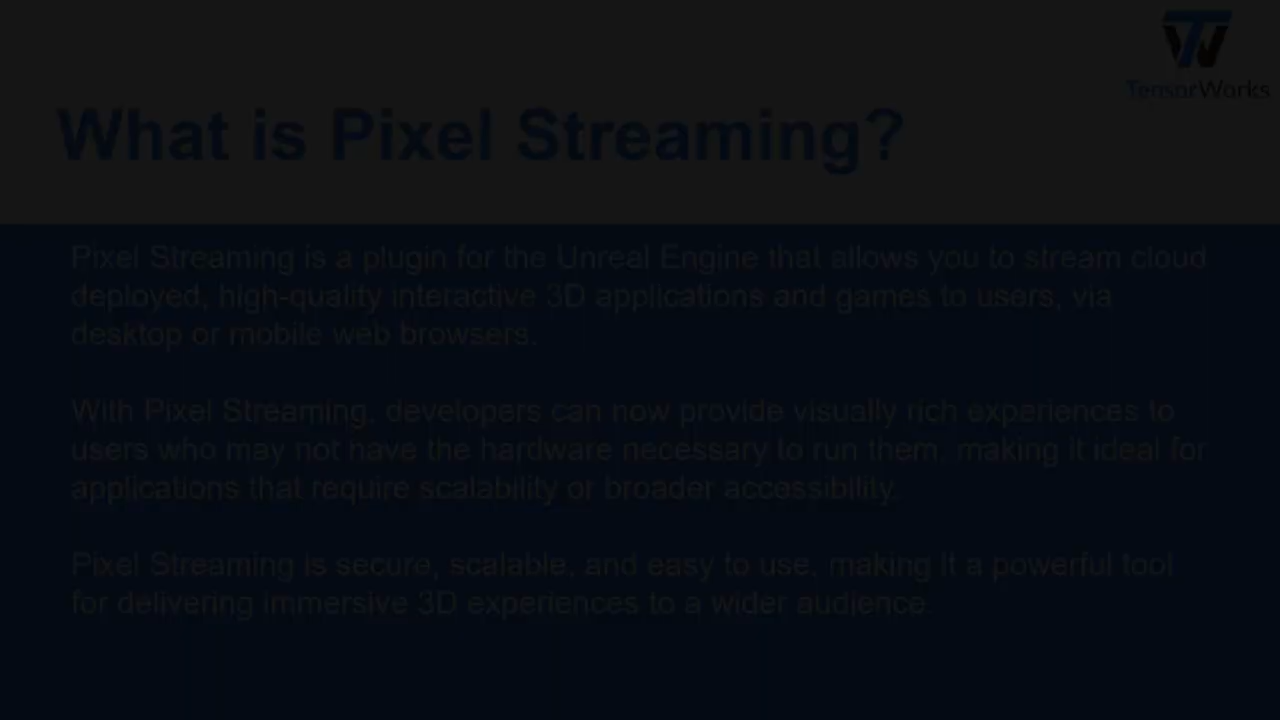 TensorWorks
What is Pixel Streaming?
Pixel Streaming is a plugin for the Unreal Engine that allows you to stream cloud
deployed, high-quality interactive 3D applications and games to users, via
desktop or mobile web browsers.
With Pixel Streaming, developers can now provide visually rich experiences to
users who may not have the hardware necessary to run them, making it ideal for
applications that require scalability or broader accessibility.
Pixel Streaming is secure, scalable, and easy to use, making it a powerful tool
for delivering immersive 3D experiences to a wider audience.